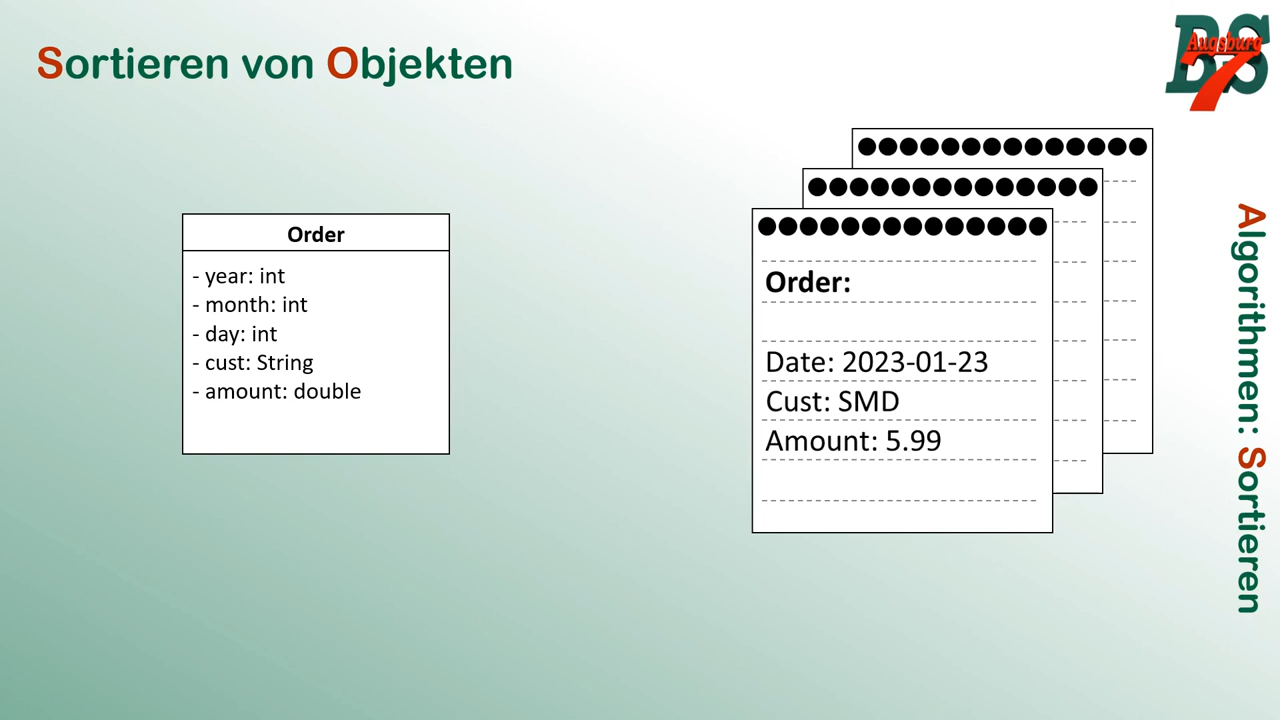 Sortieren von Objekten
BS
Augsburg
7
Order
- year: int
- month: int
- day: int
- cust: String
- amount: double
Order:
Date: 2023-01-23
Cust: SMD
Amount: 5.99
Algorithmen: Sortieren